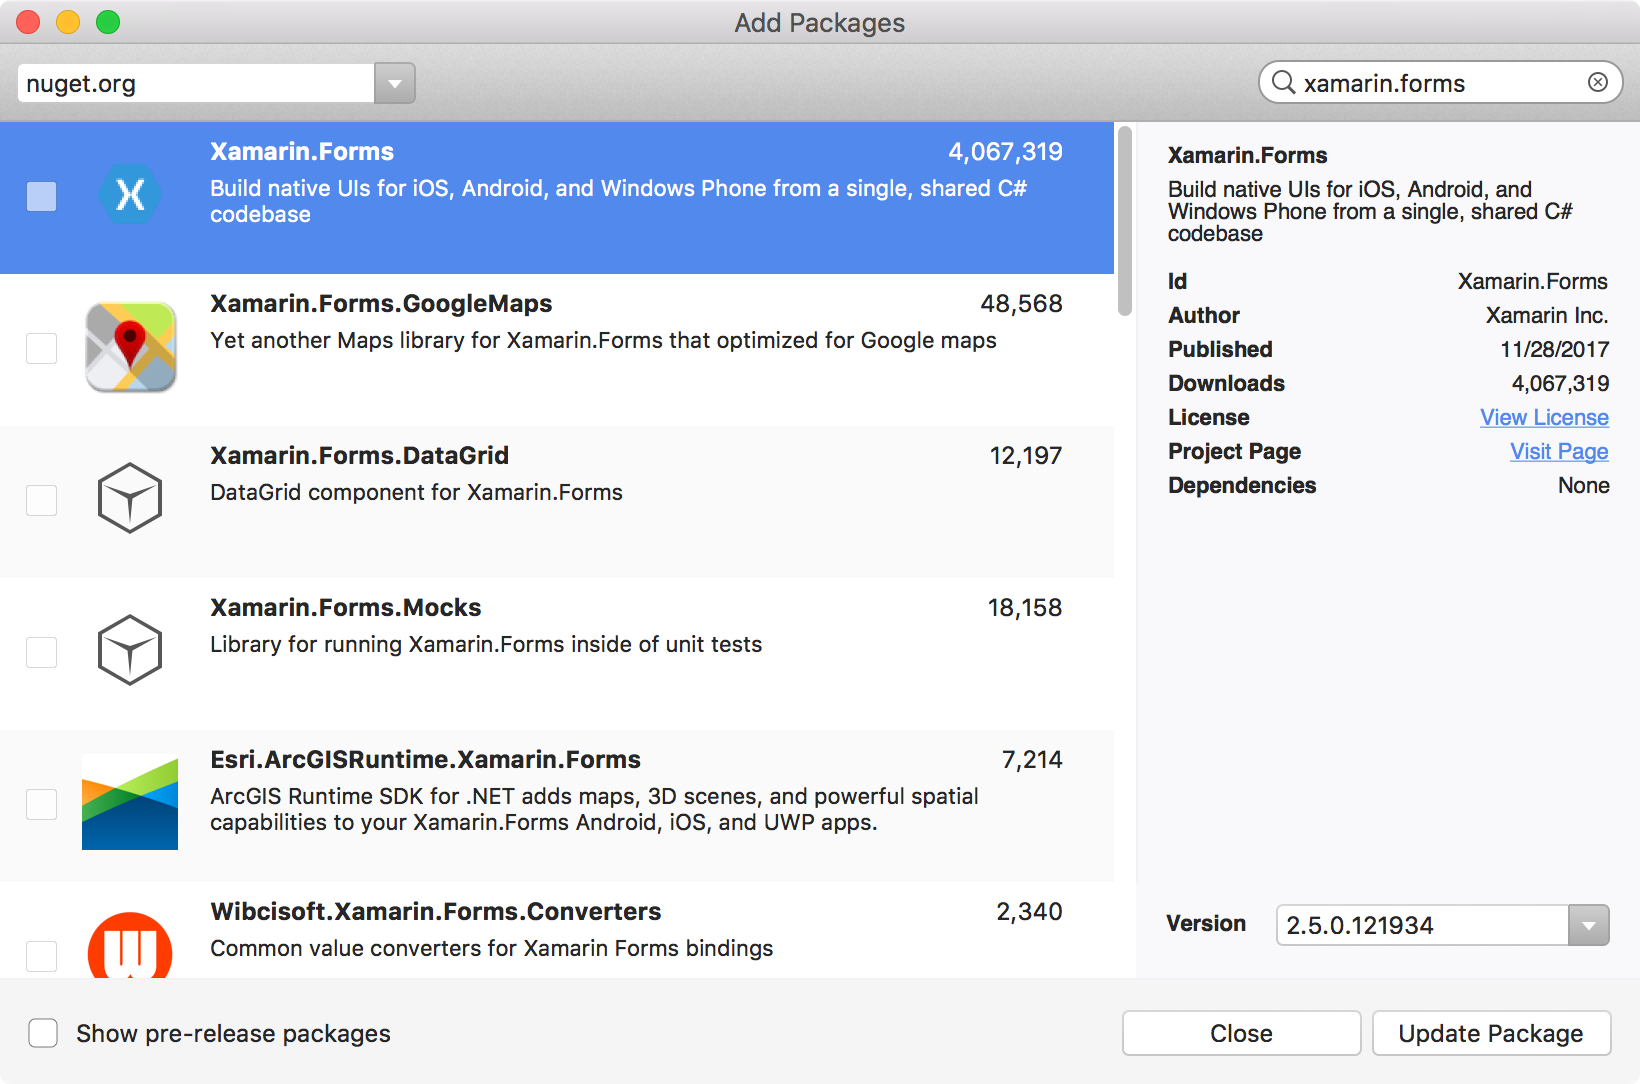 Add Packages
nuget.org
xamarin.forms
Xamarin.Forms 4,067,319
Build native UIs for iOS, Android, and Windows Phone from a single, shared C#
codebase
Xamarin.Forms.GoogleMaps 48,568
Yet another Maps library for Xamarin.Forms that optimized for Google maps
Xamarin.Forms.DataGrid 12,197
DataGrid component for Xamarin.Forms
Xamarin.Forms.Mocks 18,158
Library for running Xamarin.Forms inside of unit tests
Esri.ArcGISRuntime.Xamarin.Forms 7,214
ArcGIS Runtime SDK for .NET adds maps, 3D scenes, and powerful spatial
capabilities to your Xamarin.Forms Android, iOS, and UWP apps.
Wibcisoft.Xamarin.Forms.Converters 2,340
Common value converters for Xamarin Forms bindings
Xamarin.Forms
Build native UIs for iOS, Android, and
Windows Phone from a single, shared C#
codebase
Id Xamarin.Forms
Author Xamarin Inc.
Published 11/28/2017
Downloads 4,067,319
License View License
Project Page Visit Page
Dependencies None
Version 2.5.0.121934
Show pre-release packages
Close
Update Package